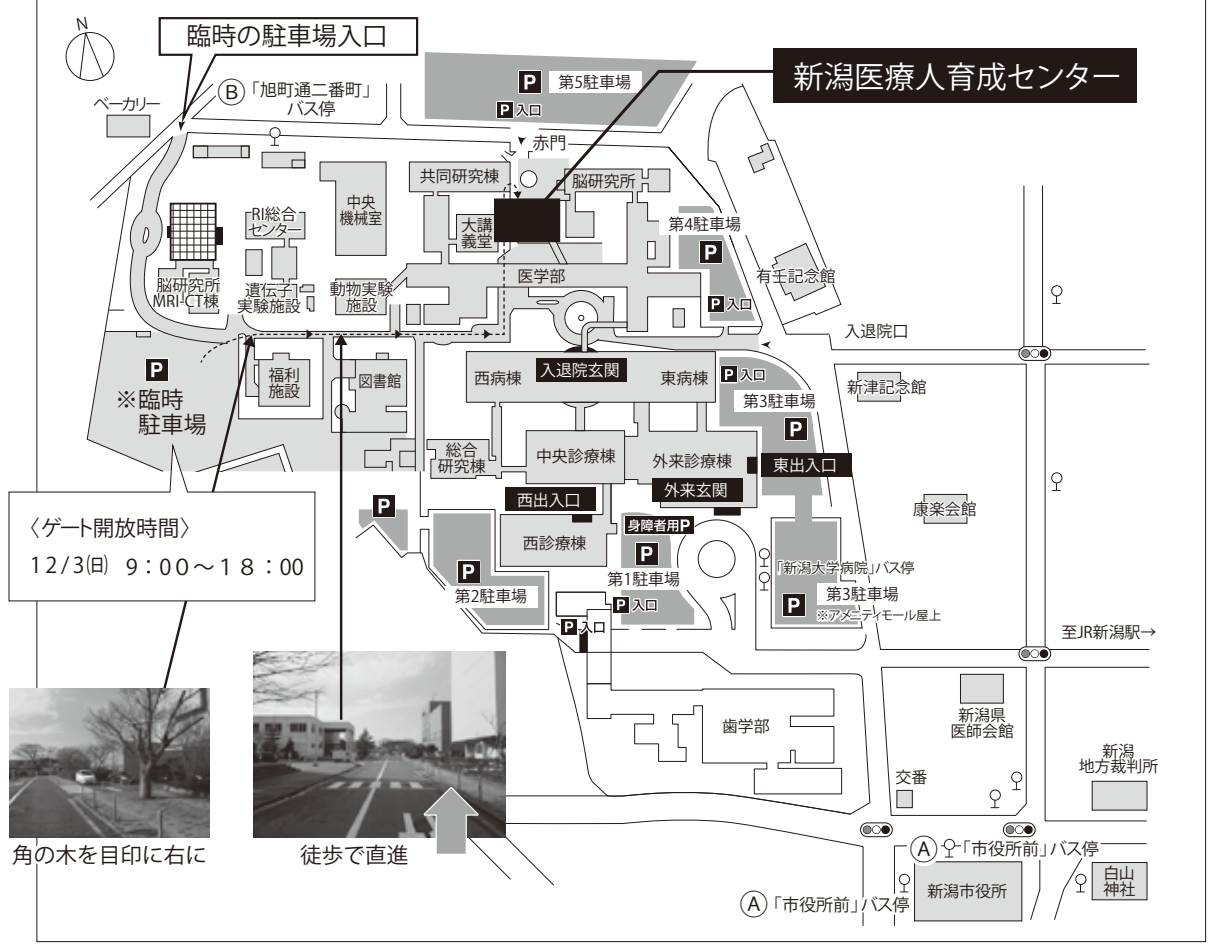 N
臨時の駐車場入口
新潟医療人育成センター
ベーカリー
Ⓑ「旭町通二番町」
バス停
P 第5駐車場
P 入口
赤門
共同研究棟
脳研究所
中央
機械室
RI総合
センター
大講
義堂
第4駐車場
P
P 入口
有壬記念館
医学部
脳研究所
MRI-CT棟
遺伝子
実験施設
動物実験
施設
入退院口
P
※臨時
駐車場
福利
施設
図書館
西病棟
入退院玄関
東病棟
P 入口
第3駐車場
P
新津記念館
総合
研究棟
中央診療棟
外来診療棟
東出入口
西出入口
外来玄関
康楽会館
〈ゲート開放時間〉
12/3㈰ 9:00～18:00
P
西診療棟
身障者用P
P
第1駐車場
P 入口
P
第2駐車場
P 入口
「新潟大学病院」バス停
第3駐車場
P
※アメニティモール屋上
至JR新潟駅→
歯学部
新潟県
医師会館
新潟
地方裁判所
交番
角の木を目印に右に
徒歩で直進
Ⓐ「市役所前」バス停
Ⓐ「市役所前」バス停
新潟市役所
白山
神社